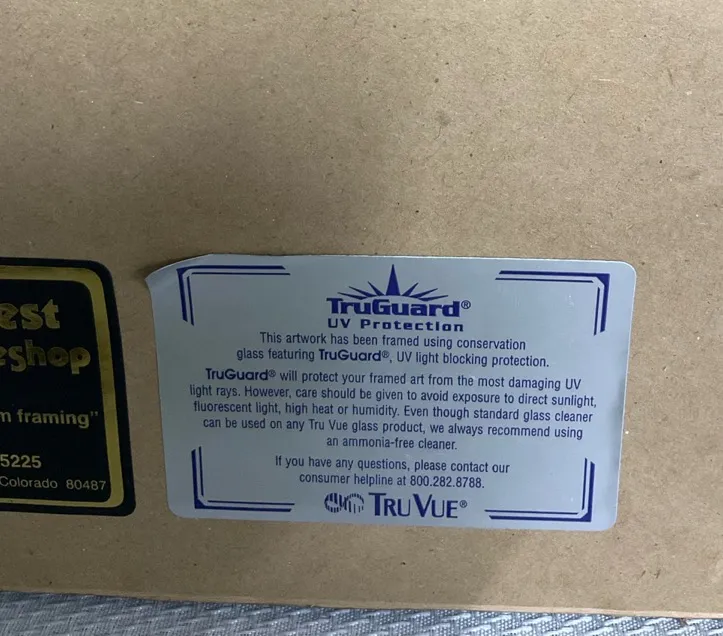 est
eshop
m framing"
5225
Colorado 80487
TruGuard®
UV Protection
This artwork has been framed using conservation
glass featuring TruGuard®, UV light blocking protection.
TruGuard® will protect your framed art from the most damaging UV
light rays. However, care should be given to avoid exposure to direct sunlight,
fluorescent light, high heat or humidity. Even though standard glass cleaner
can be used on any Tru Vue glass product, we always recommend using
an ammonia-free cleaner.
If you have any questions, please contact our
consumer helpline at 800.282.8788.
TRU VUE®